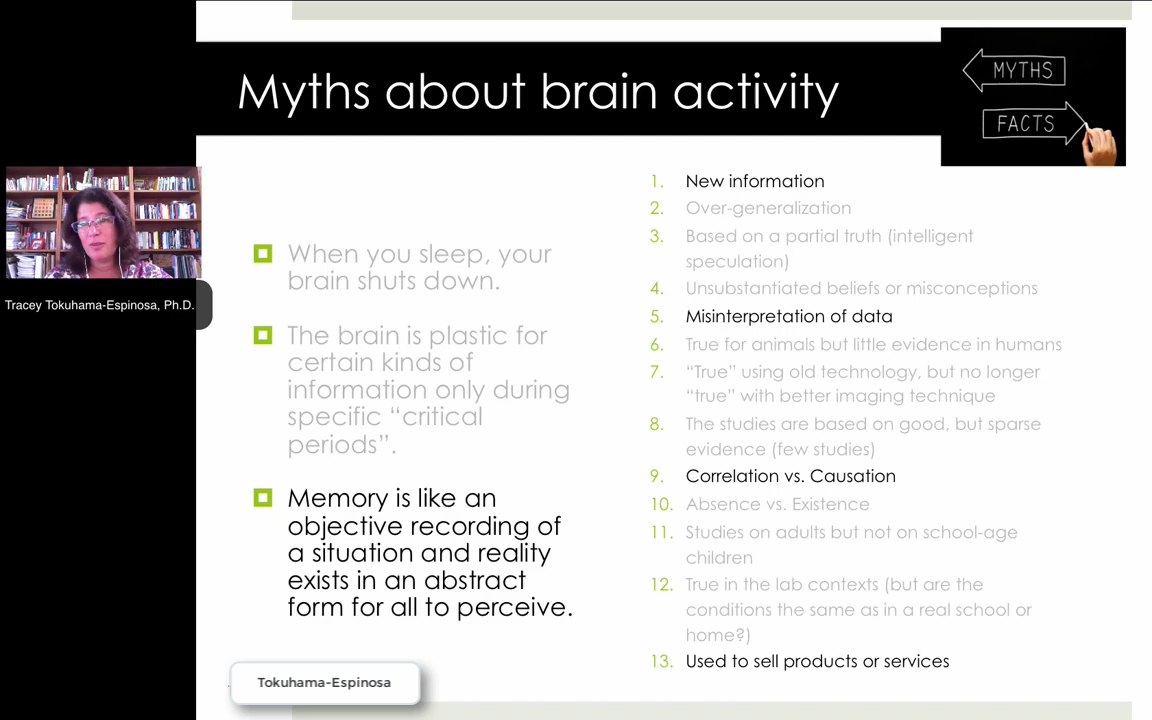 Myths about brain activity
MYTHS
FACTS
Tracey Tokuhama-Espinosa, Ph.D.
When you sleep, your
brain shuts down.
The brain is plastic for
certain kinds of
information only during
specific “critical
periods”.
Memory is like an
objective recording of
a situation and reality
exists in an abstract
form for all to perceive.
1. New information
2. Over-generalization
3. Based on a partial truth (intelligent
speculation)
4. Unsubstantiated beliefs or misconceptions
5. Misinterpretation of data
6. True for animals but little evidence in humans
7. “True” using old technology, but no longer
“true” with better imaging technique
8. The studies are based on good, but sparse
evidence (few studies)
9. Correlation vs. Causation
10. Absence vs. Existence
11. Studies on adults but not on school-age
children
12. True in the lab contexts (but are the
conditions the same as in a real school or
home?)
13. Used to sell products or services
Tokuhama-Espinosa